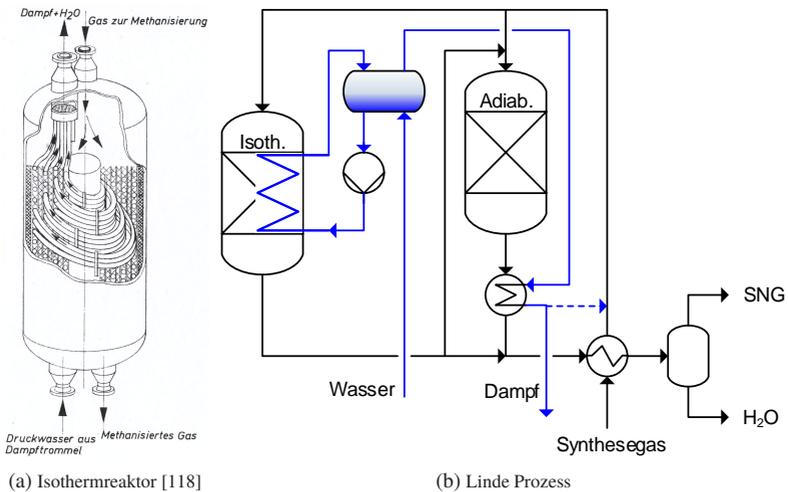 Dampf+H2O
Gas zur Methanisierung
Druckwasser aus
Dampftrommel
Methanisiertes Gas
(a) Isothermreaktor [118]
Isoth.
Adiab.
Wasser
Dampf
Synthesegas
SNG
H2O
(b) Linde Prozess